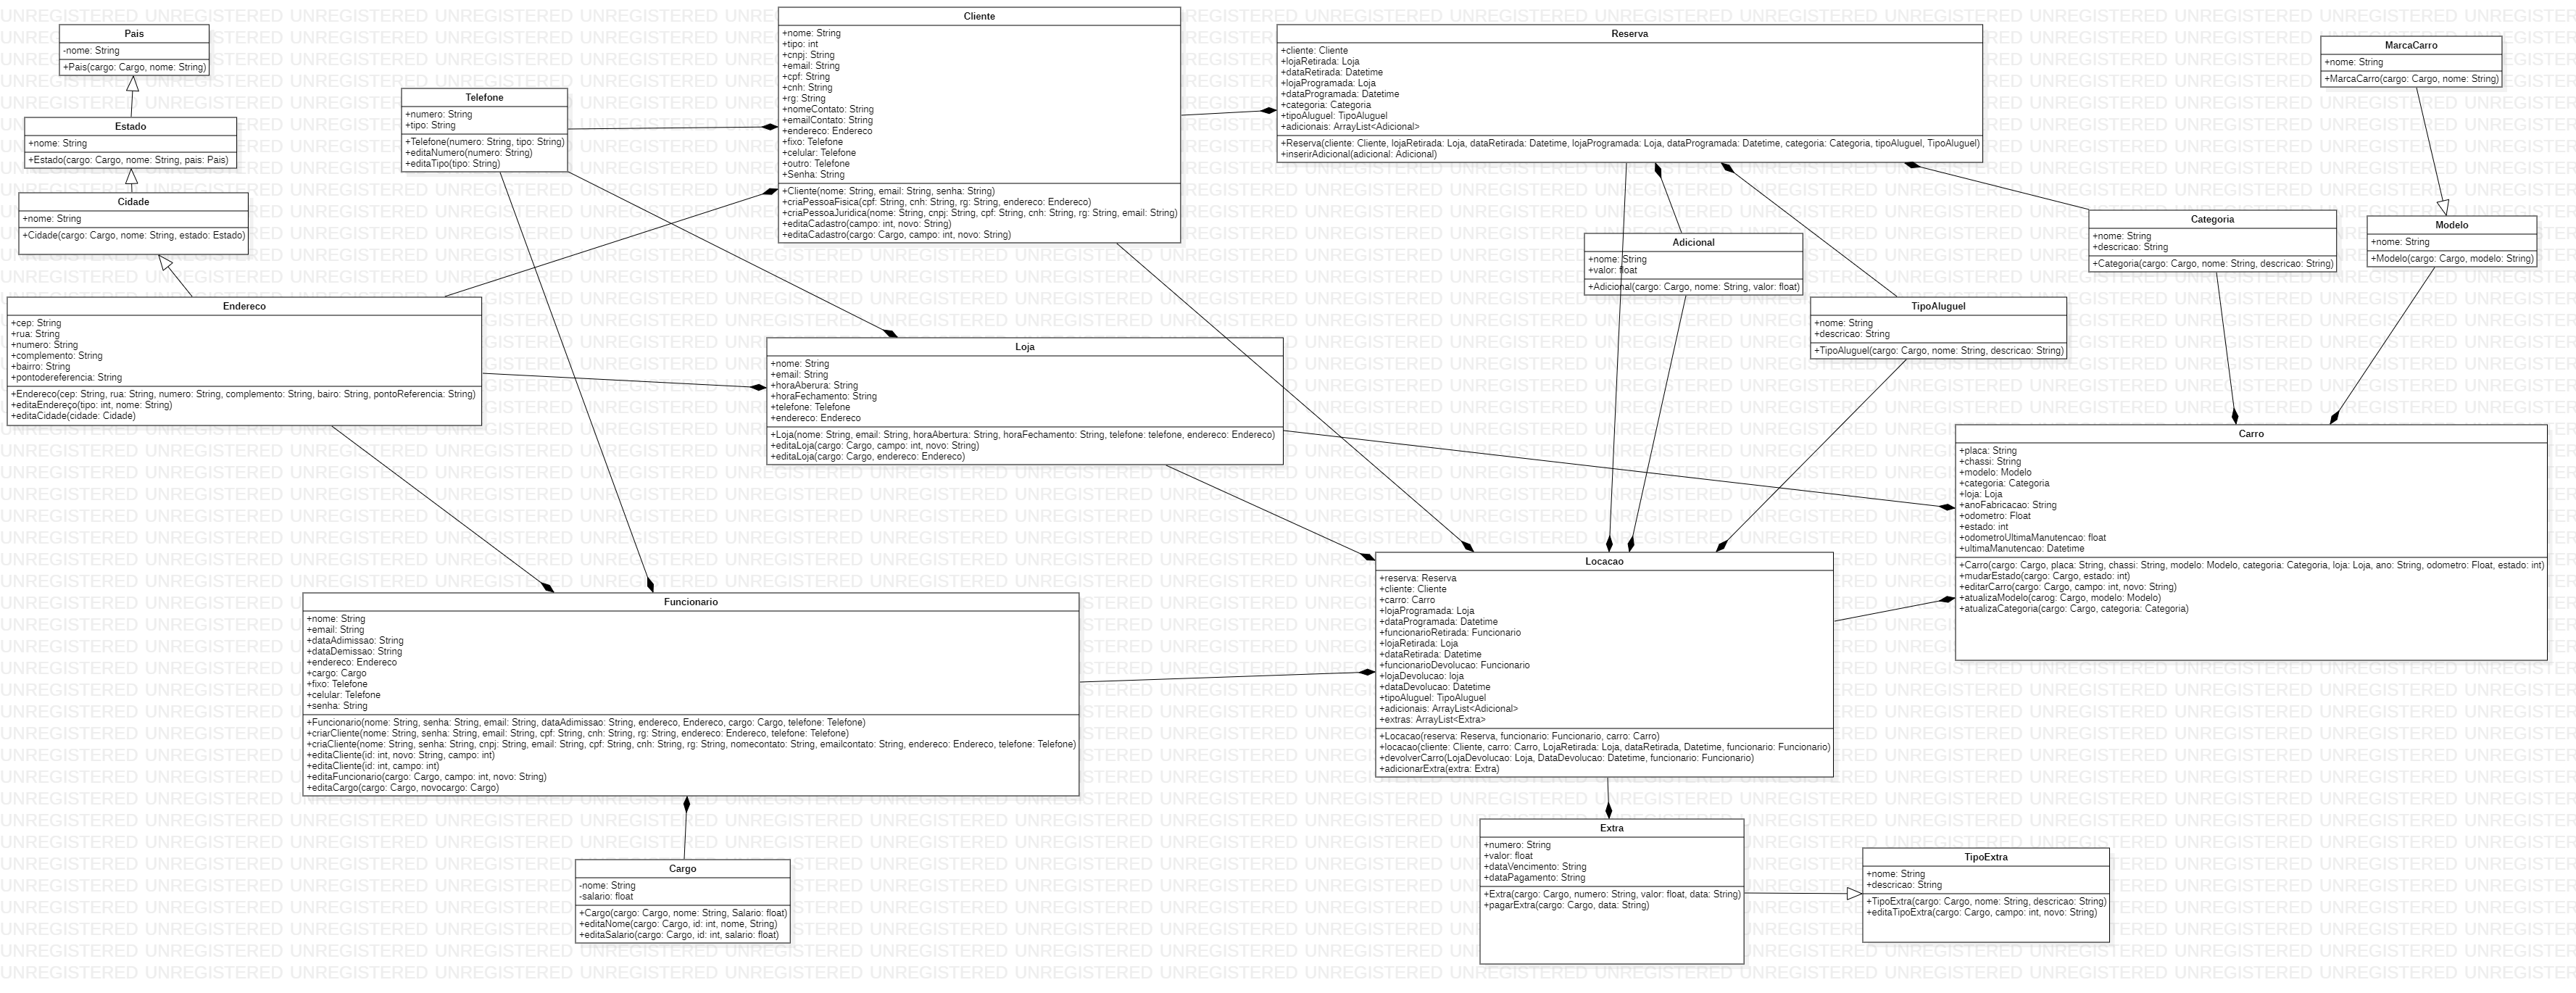 Pais
-nome: String
+Pais(cargo: Cargo, nome: String)
Estado
+nome: String
+Estado(cargo: Cargo, nome: String, pais: Pais)
Cidade
+nome: String
+Cidade(cargo: Cargo, nome: String, estado: Estado)
Endereco
+cep: String
+rua: String
+numero: String
+complemento: String
+bairro: String
+pontodereferencia: String
+Endereco(cep: String, rua: String, numero: String, complemento: String, bairo: String, pontoReferencia: String)
+editaEndereço(tipo: int, nome: String)
+editaCidade(cidade: Cidade)
Telefone
+numero: String
+tipo: String
+Telefone(numero: String, tipo: String)
+editaNumero(numero: String)
+editaTipo(tipo: String)
Cliente
+nome: String
+tipo: int
+cnpj: String
+email: String
+cpf: String
+cnh: String
+rg: String
+nomeContato: String
+emailContato: String
+endereco: Endereco
+fixo: Telefone
+celular: Telefone
+outro: Telefone
+Senha: String
+Cliente(nome: String, email: String, senha: String)
+criaPessoaFisica(cpf: String, cnh: String, rg: String, endereco: Endereco)
+criaPessoaJuridica(nome: String, cnpj: String, cpf: String, cnh: String, rg: String, email: String)
+editaCadastro(campo: int, novo: String)
+editaCadastro(cargo: Cargo, campo: int, novo: String)
Reserva
+cliente: Cliente
+lojaRetirada: Loja
+dataRetirada: Datetime
+lojaProgramada: Loja
+dataProgramada: Datetime
+categoria: Categoria
+tipoAluguel: TipoAluguel
+adicionais: ArrayList<Adicional>
+Reserva(cliente: Cliente, lojaRetirada: Loja, dataRetirada: Datetime, lojaProgramada: Loja, dataProgramada: Datetime, categoria: Categoria, tipoAluguel, TipoAluguel)
+inserirAdicional(adicional: Adicional)
MarcaCarro
+nome: String
+MarcaCarro(cargo: Cargo, nome: String)
Modelo
+nome: String
+Modelo(cargo: Cargo, modelo: String)
Categoria
+nome: String
+descricao: String
+Categoria(cargo: Cargo, nome: String, descricao: String)
Adicional
+nome: String
+valor: float
+Adicional(cargo: Cargo, nome: String, valor: float)
TipoAluguel
+nome: String
+descricao: String
+TipoAluguel(cargo: Cargo, nome: String, descricao: String)
Loja
+nome: String
+email: String
+horaAberura: String
+horaFechamento: String
+telefone: Telefone
+endereco: Endereco
+Loja(nome: String, email: String, horaAbertura: String, horaFechamento: String, telefone: telefone, endereco: Endereco)
+editaLoja(cargo: Cargo, campo: int, novo: String)
+editaLoja(cargo: Cargo, endereco: Endereco)
Carro
+placa: String
+chassi: String
+modelo: Modelo
+categoria: Categoria
+loja: Loja
+anoFabricacao: String
+odometro: Float
+estado: int
+odometroUltimaManutencao: float
+ultimaManutencao: Datetime
+Carro(cargo: Cargo, placa: String, chassi: String, modelo: Modelo, categoria: Categoria, loja: Loja, ano: String, odometro: Float, estado: int)
+mudarEstado(cargo: Cargo, estado: int)
+editarCarro(cargo: Cargo, campo: int, novo: String)
+atualizaModelo(carog: Cargo, modelo: Modelo)
+atualizaCategoria(cargo: Cargo, categoria: Categoria)
Locacao
+reserva: Reserva
+cliente: Cliente
+carro: Carro
+lojaProgramada: Loja
+dataProgramada: Datetime
+funcionarioRetirada: Funcionario
+lojaRetirada: Loja
+dataRetirada: Datetime
+funcionarioDevolucao: Funcionario
+lojaDevolucao: loja
+dataDevolucao: Datetime
+tipoAluguel: TipoAluguel
+adicionais: ArrayList<Adicional>
+extras: ArrayList<Extra>
+Locacao(reserva: Reserva, funcionario: Funcionario, carro: Carro)
+locacao(cliente: Cliente, carro: Carro, LojaRetirada: Loja, dataRetirada, Datetime, funcionario: Funcionario)
+devolverCarro(LojaDevolucao: Loja, DataDevolucao: Datetime, funcionario: Funcionario)
+adicionarExtra(extra: Extra)
Funcionario
+nome: String
+email: String
+dataAdimissao: String
+dataDemissao: String
+endereco: Endereco
+cargo: Cargo
+fixo: Telefone
+celular: Telefone
+senha: String
+Funcionario(nome: String, senha: String, email: String, dataAdimissao: String, endereco, Endereco, cargo: Cargo, telefone: Telefone)
+criarCliente(nome: String, senha: String, email: String, cpf: String, cnh: String, rg: String, endereco: Endereco, telefone: Telefone)
+criaCliente(nome: String, senha: String, cnpj: String, email: String, cpf: String, cnh: String, rg: String, nomecontato: String, emailcontato: String, endereco: Endereco, telefone: Telefone)
+editaCliente(id: int, novo: String, campo: int)
+editaCliente(id: int, campo: int)
+editaFuncionario(cargo: Cargo, campo: int, novo: String)
+editaCargo(cargo: Cargo, novocargo: Cargo)
Cargo
-nome: String
-salario: float
+Cargo(cargo: Cargo, nome: String, Salario: float)
+editaNome(cargo: Cargo, id: int, nome, String)
+editaSalario(cargo: Cargo, id: int, salario: float)
Extra
+numero: String
+valor: float
+dataVencimento: String
+dataPagamento: String
+Extra(cargo: Cargo, numero: String, valor: float, data: String)
+pagarExtra(cargo: Cargo, data: String)
TipoExtra
+nome: String
+descricao: String
+TipoExtra(cargo: Cargo, nome: String, descricao: String)
+editaTipoExtra(cargo: Cargo, campo: int, novo: String)
UNREGISTERED